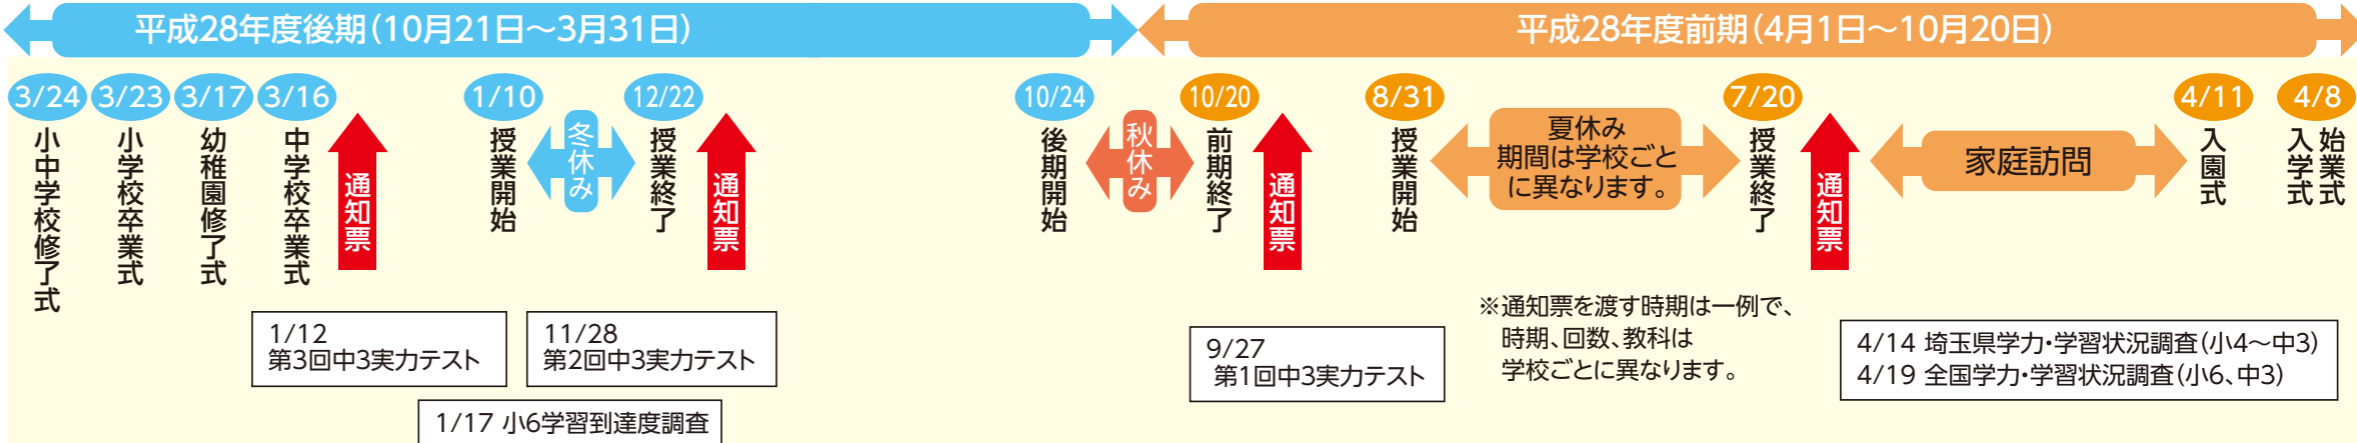 平成28年度前期(4月1日～10月20日)
4/8
始業式
入学式
4/11
入園式
家庭訪問
通知票
7/20
授業終了
夏休み
期間は学校ごと
に異なります。
8/31
授業開始
通知票
10/20
前期終了
秋休み
4/14 埼玉県学力・学習状況調査(小4～中3)
4/19 全国学力・学習状況調査(小6、中3)
※通知票を渡す時期は一例で、
時期、回数、教科は
学校ごとに異なります。
9/27
第1回中3実力テスト
平成28年度後期(10月21日～3月31日)
10/24
後期開始
通知票
12/22
授業終了
冬休み
1/10
授業開始
通知票
3/16
中学校卒業式
3/17
幼稚園修了式
3/23
小学校卒業式
3/24
小中学校修了式
11/28
第2回中3実力テスト
1/12
第3回中3実力テスト
1/17 小6学習到達度調査